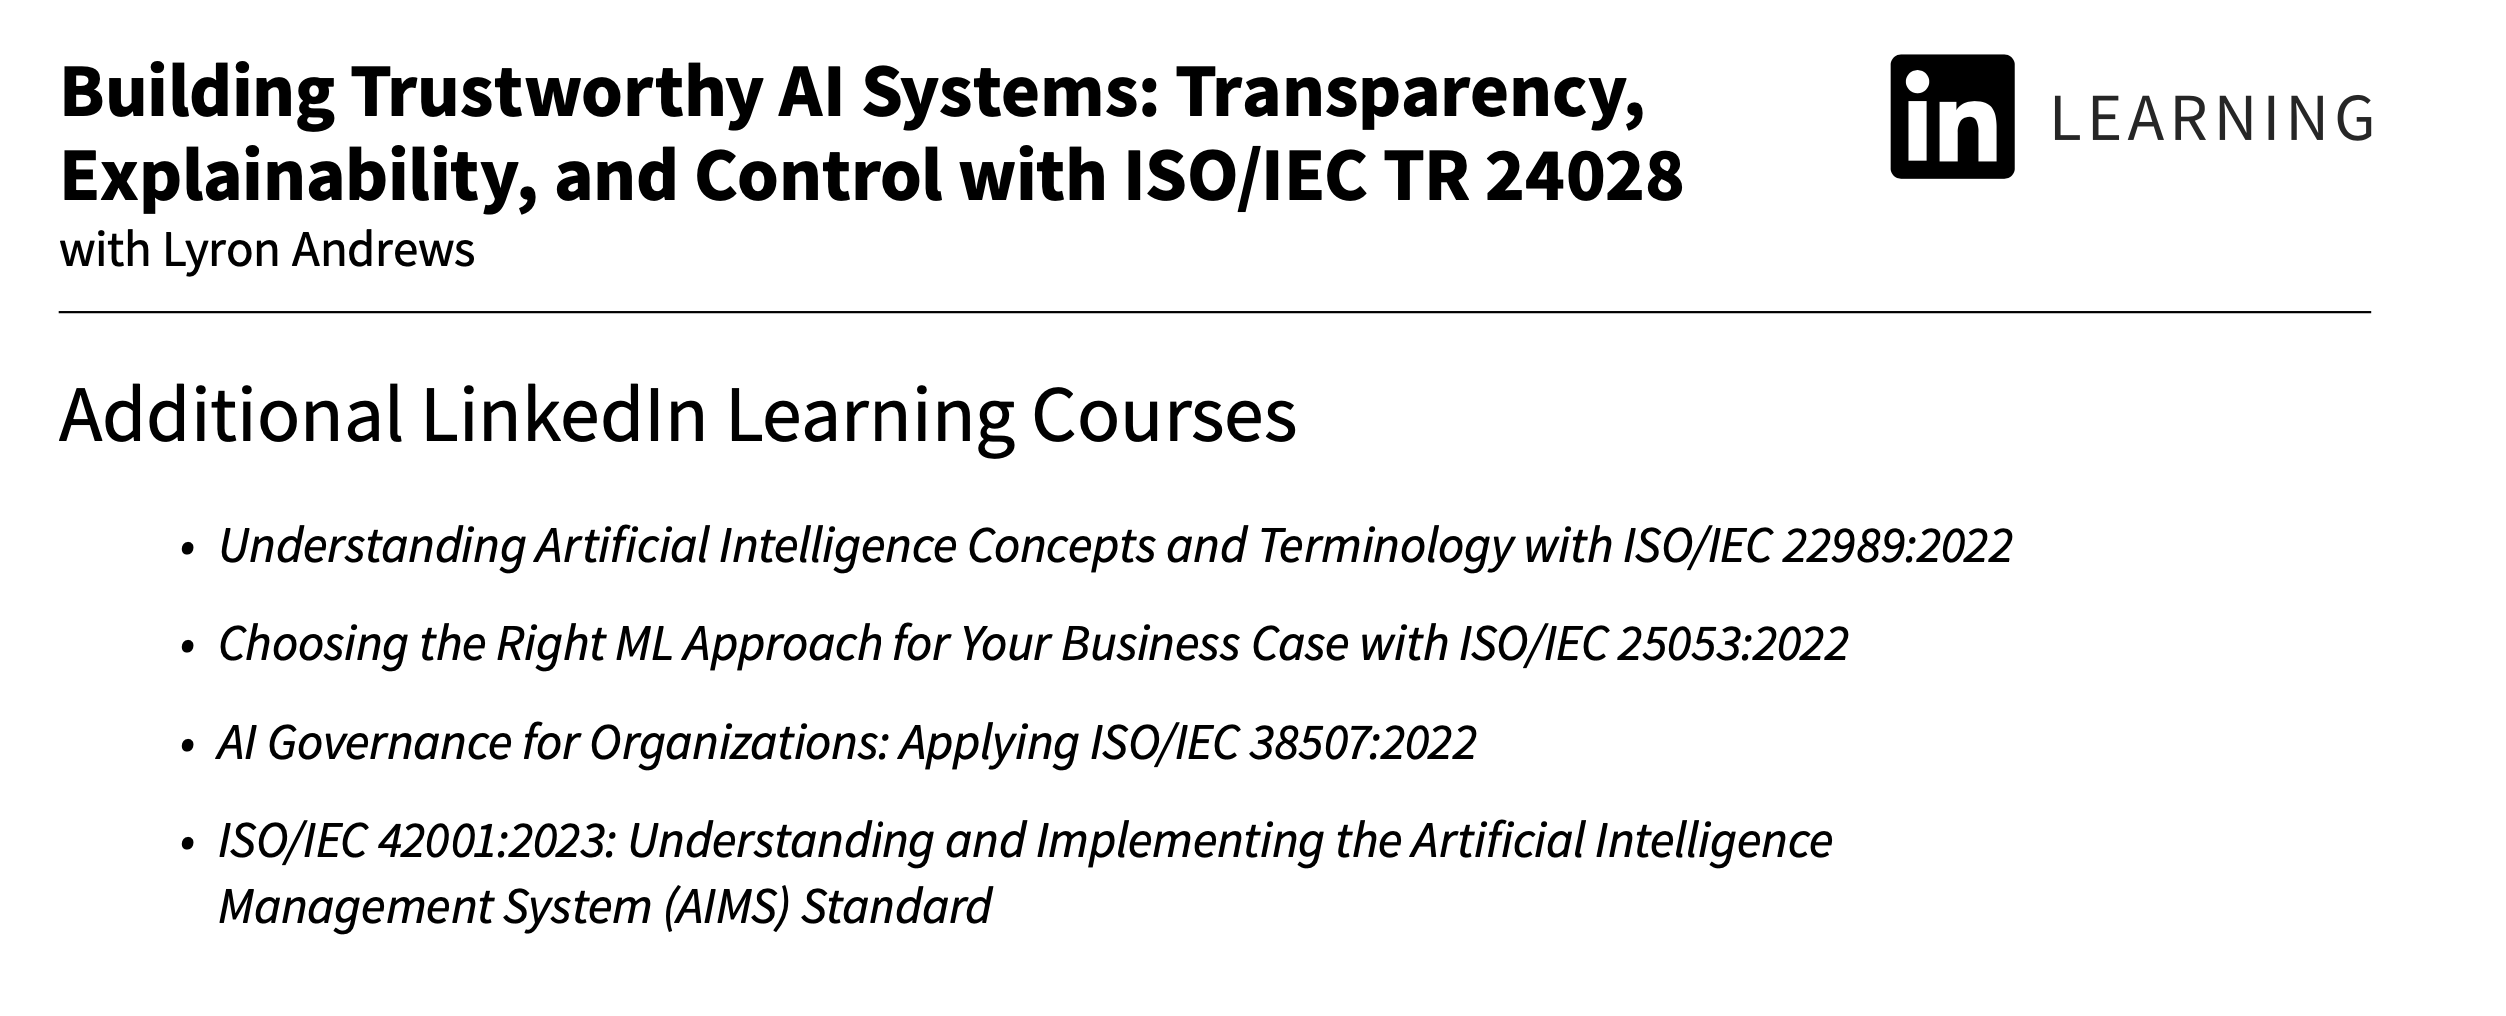 Building Trustworthy AI Systems: Transparency,
Explainability, and Control with ISO/IEC TR 24028
with Lyron Andrews
in LEARNING
Additional LinkedIn Learning Courses
• Understanding Artificial Intelligence Concepts and Terminology with ISO/IEC 22989:2022
• Choosing the Right ML Approach for Your Business Case with ISO/IEC 25053:2022
• AI Governance for Organizations: Applying ISO/IEC 38507:2022
• ISO/IEC 42001:2023: Understanding and Implementing the Artificial Intelligence
Management System (AIMS) Standard